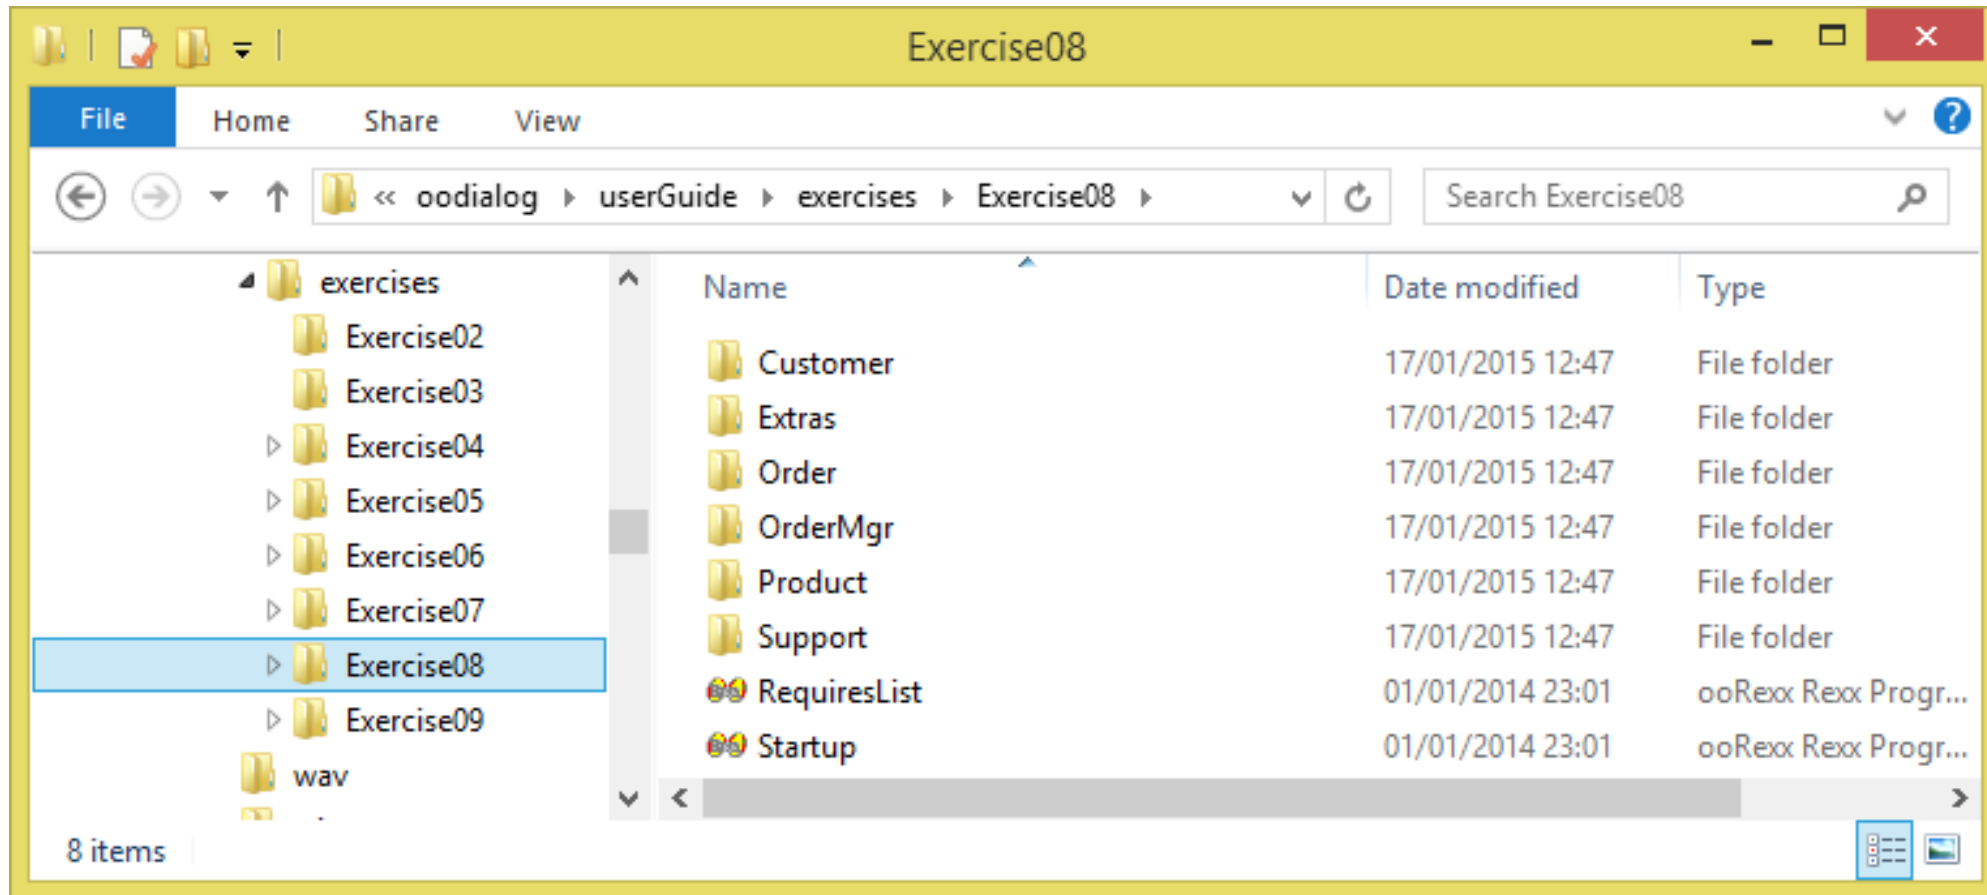 Exercise08
File Home Share View
« oodialog userGuide exercises Exercise08
Search Exercise08
exercises
Exercise02
Exercise03
Exercise04
Exercise05
Exercise06
Exercise07
Exercise08
Exercise09
wav
Name Date modified Type
Customer 17/01/2015 12:47 File folder
Extras 17/01/2015 12:47 File folder
Order 17/01/2015 12:47 File folder
OrderMgr 17/01/2015 12:47 File folder
Product 17/01/2015 12:47 File folder
Support 17/01/2015 12:47 File folder
RequiresList 01/01/2014 23:01 ooRexx Rexx Progr...
Startup 01/01/2014 23:01 ooRexx Rexx Progr...
8 items